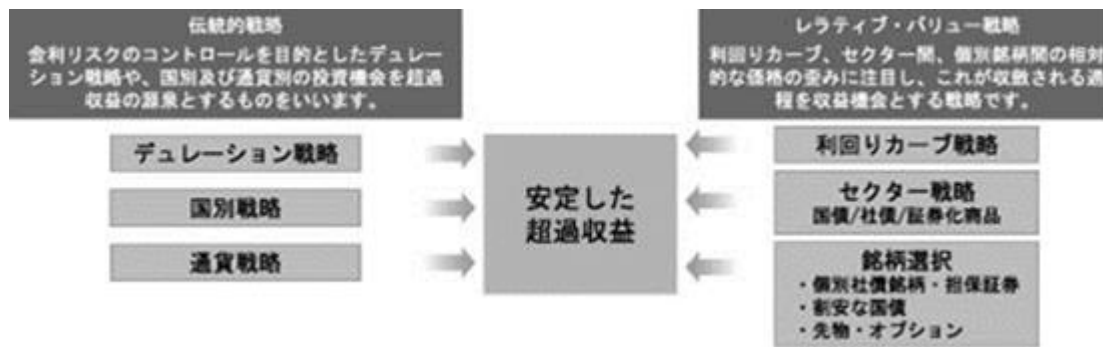 伝統的戦略
金利リスクのコントロールを目的としたデュレー
ション戦略や、国別及び通貨別の投資機会を超過
収益の源泉とするものをいいます。
デュレーション戦略
国別戦略
通貨戦略
安定した
超過収益
レラティブ・バリュー戦略
利回りカーブ、セクター間、個別銘柄間の相対
的な価格の歪みに注目し、これが収斂される過
程を収益機会とする戦略です。
利回りカーブ戦略
セクター戦略
国債/社債/証券化商品
銘柄選択
・個別社債銘柄・担保証券
・割安な国債
・先物・オプション